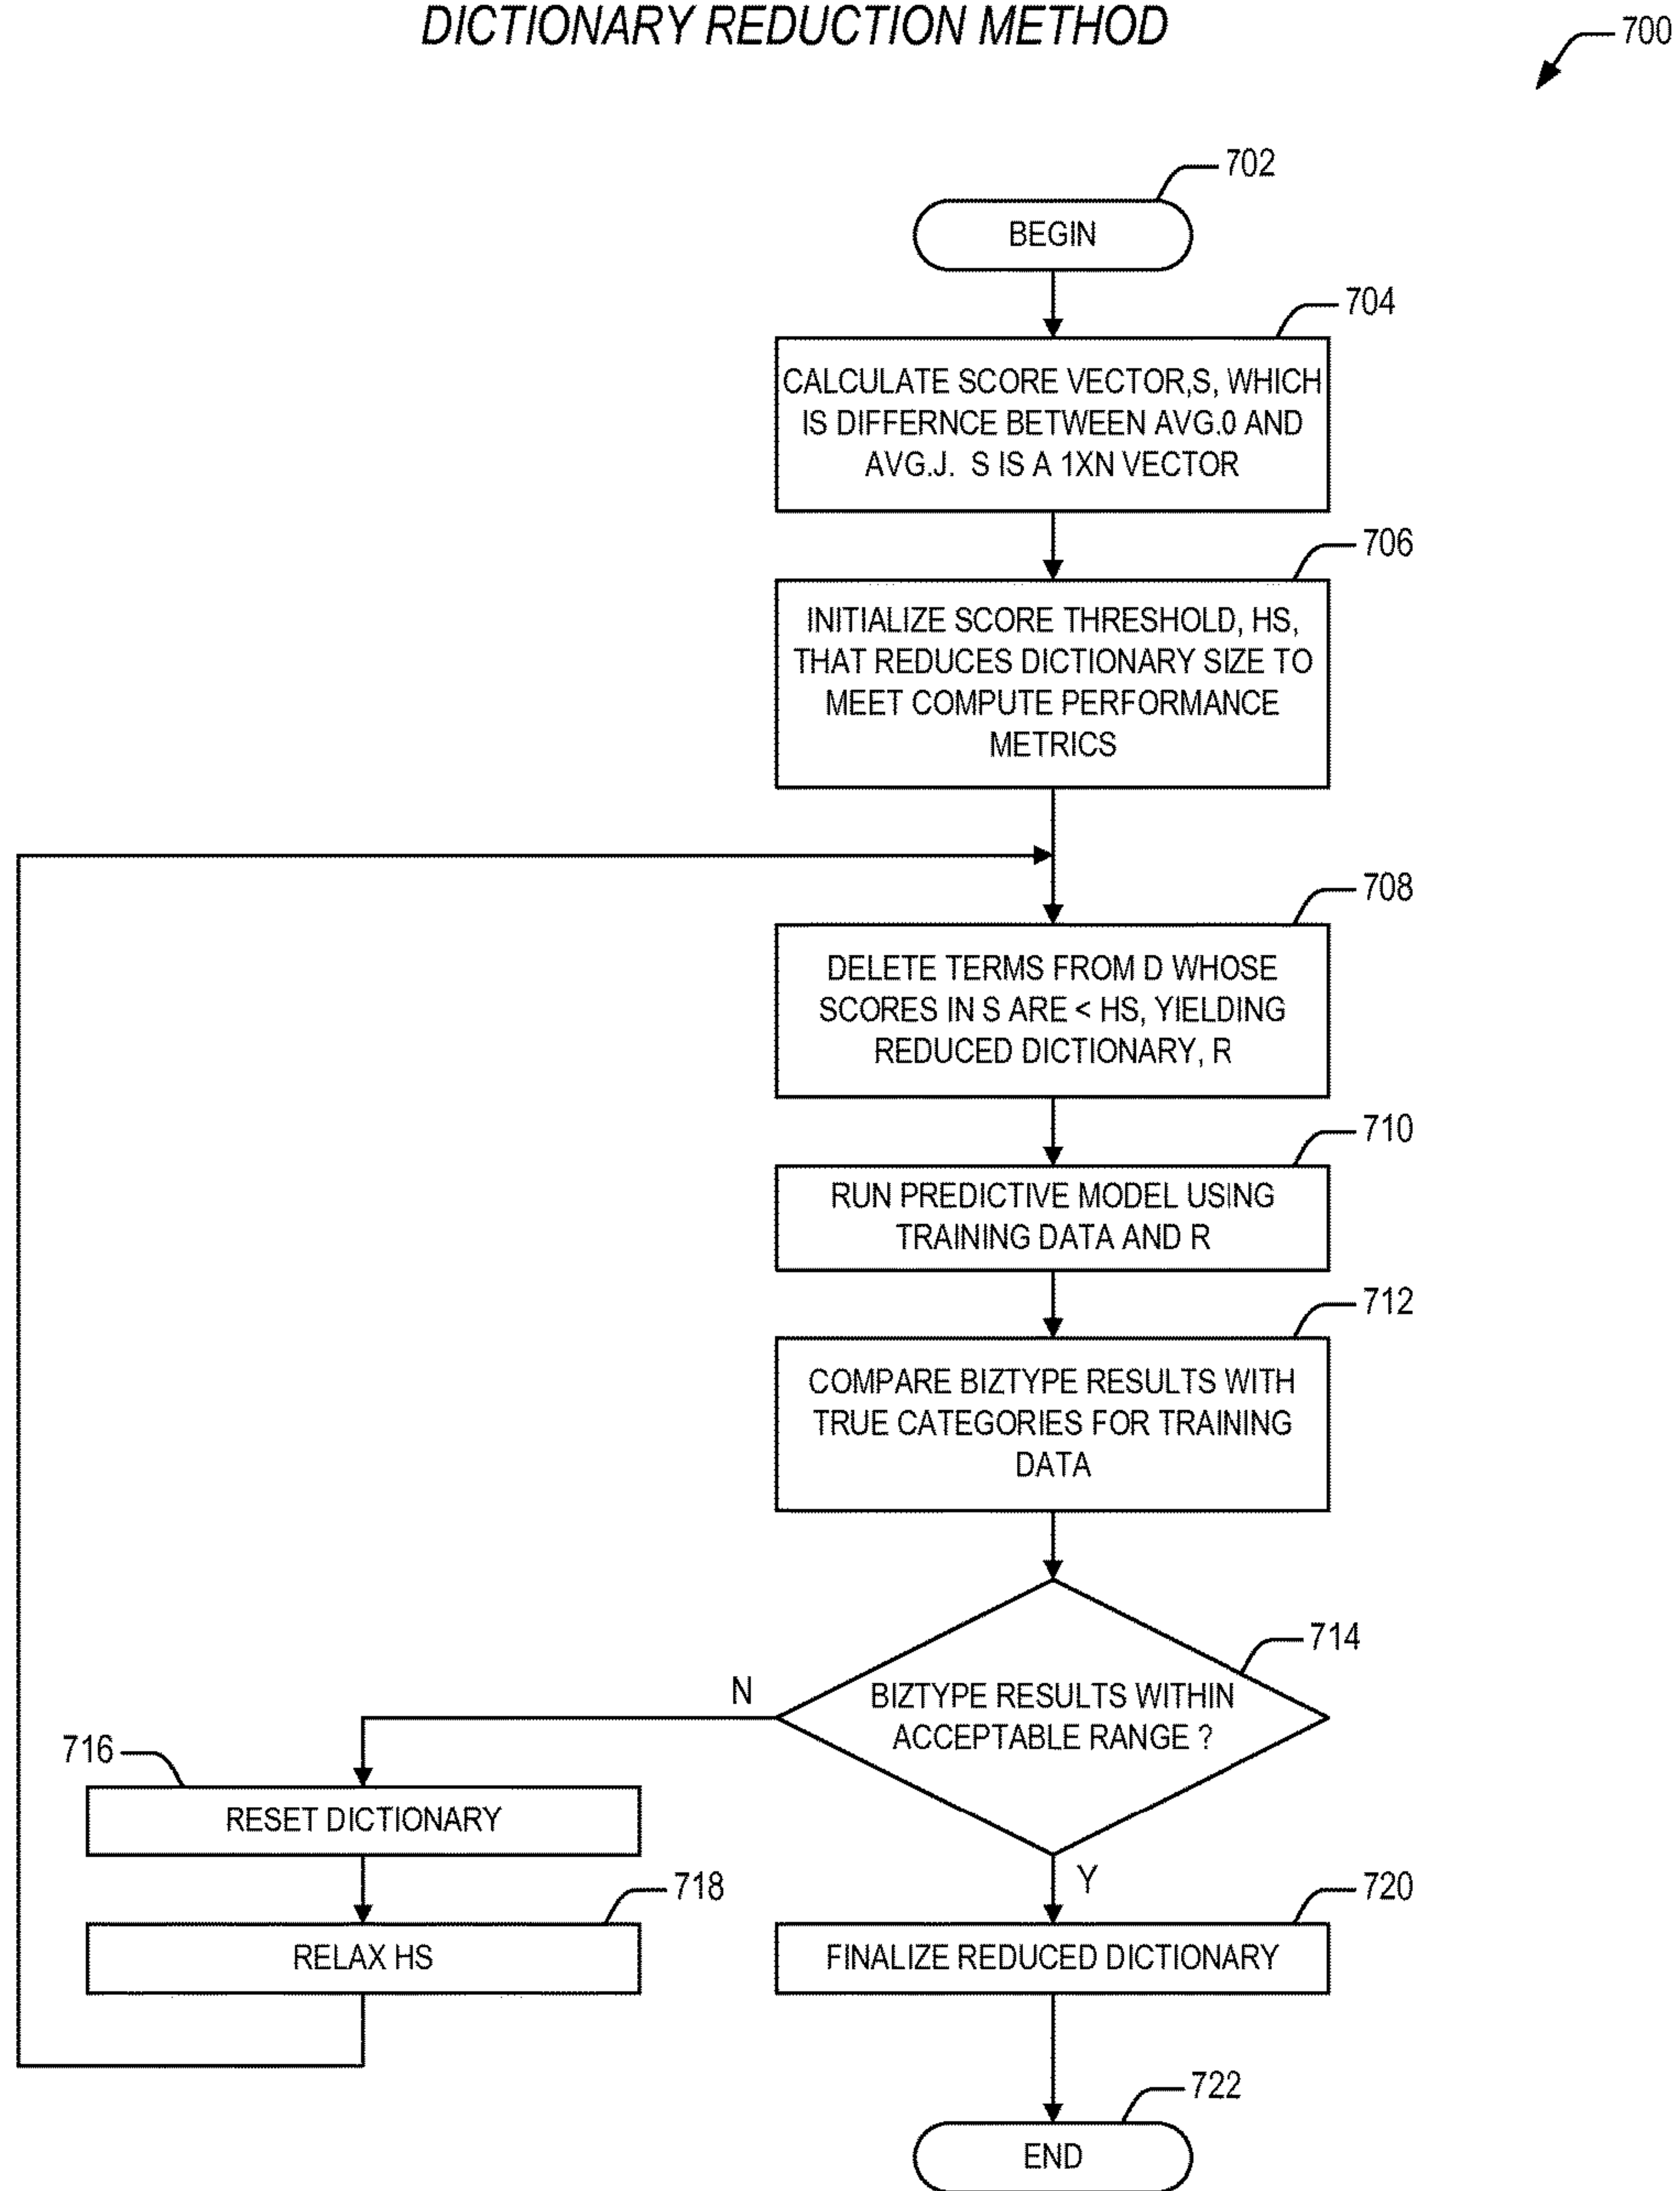 DICTIONARY REDUCTION METHOD
700
702
BEGIN
704
CALCULATE SCORE VECTOR,S, WHICH
IS DIFFERNCE BETWEEN AVG.0 AND
AVG.J. S IS A 1XN VECTOR
706
INITIALIZE SCORE THRESHOLD, HS,
THAT REDUCES DICTIONARY SIZE TO
MEET COMPUTE PERFORMANCE
METRICS
708
DELETE TERMS FROM D WHOSE
SCORES IN S ARE < HS, YIELDING
REDUCED DICTIONARY, R
710
RUN PREDICTIVE MODEL USING
TRAINING DATA AND R
712
COMPARE BIZTYPE RESULTS WITH
TRUE CATEGORIES FOR TRAINING
DATA
714
BIZTYPE RESULTS WITHIN
ACCEPTABLE RANGE ?
N
716
RESET DICTIONARY
718
RELAX HS
Y
720
FINALIZE REDUCED DICTIONARY
722
END